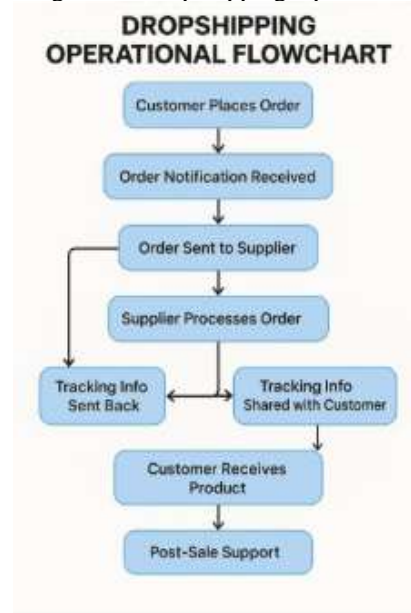 DROPSHIPPING
OPERATIONAL FLOWCHART
Customer Places Order
Order Notification Received
Order Sent to Supplier
Supplier Processes Order
Tracking Info
Sent Back
Tracking Info
Shared with Customer
Customer Receives
Product
Post-Sale Support